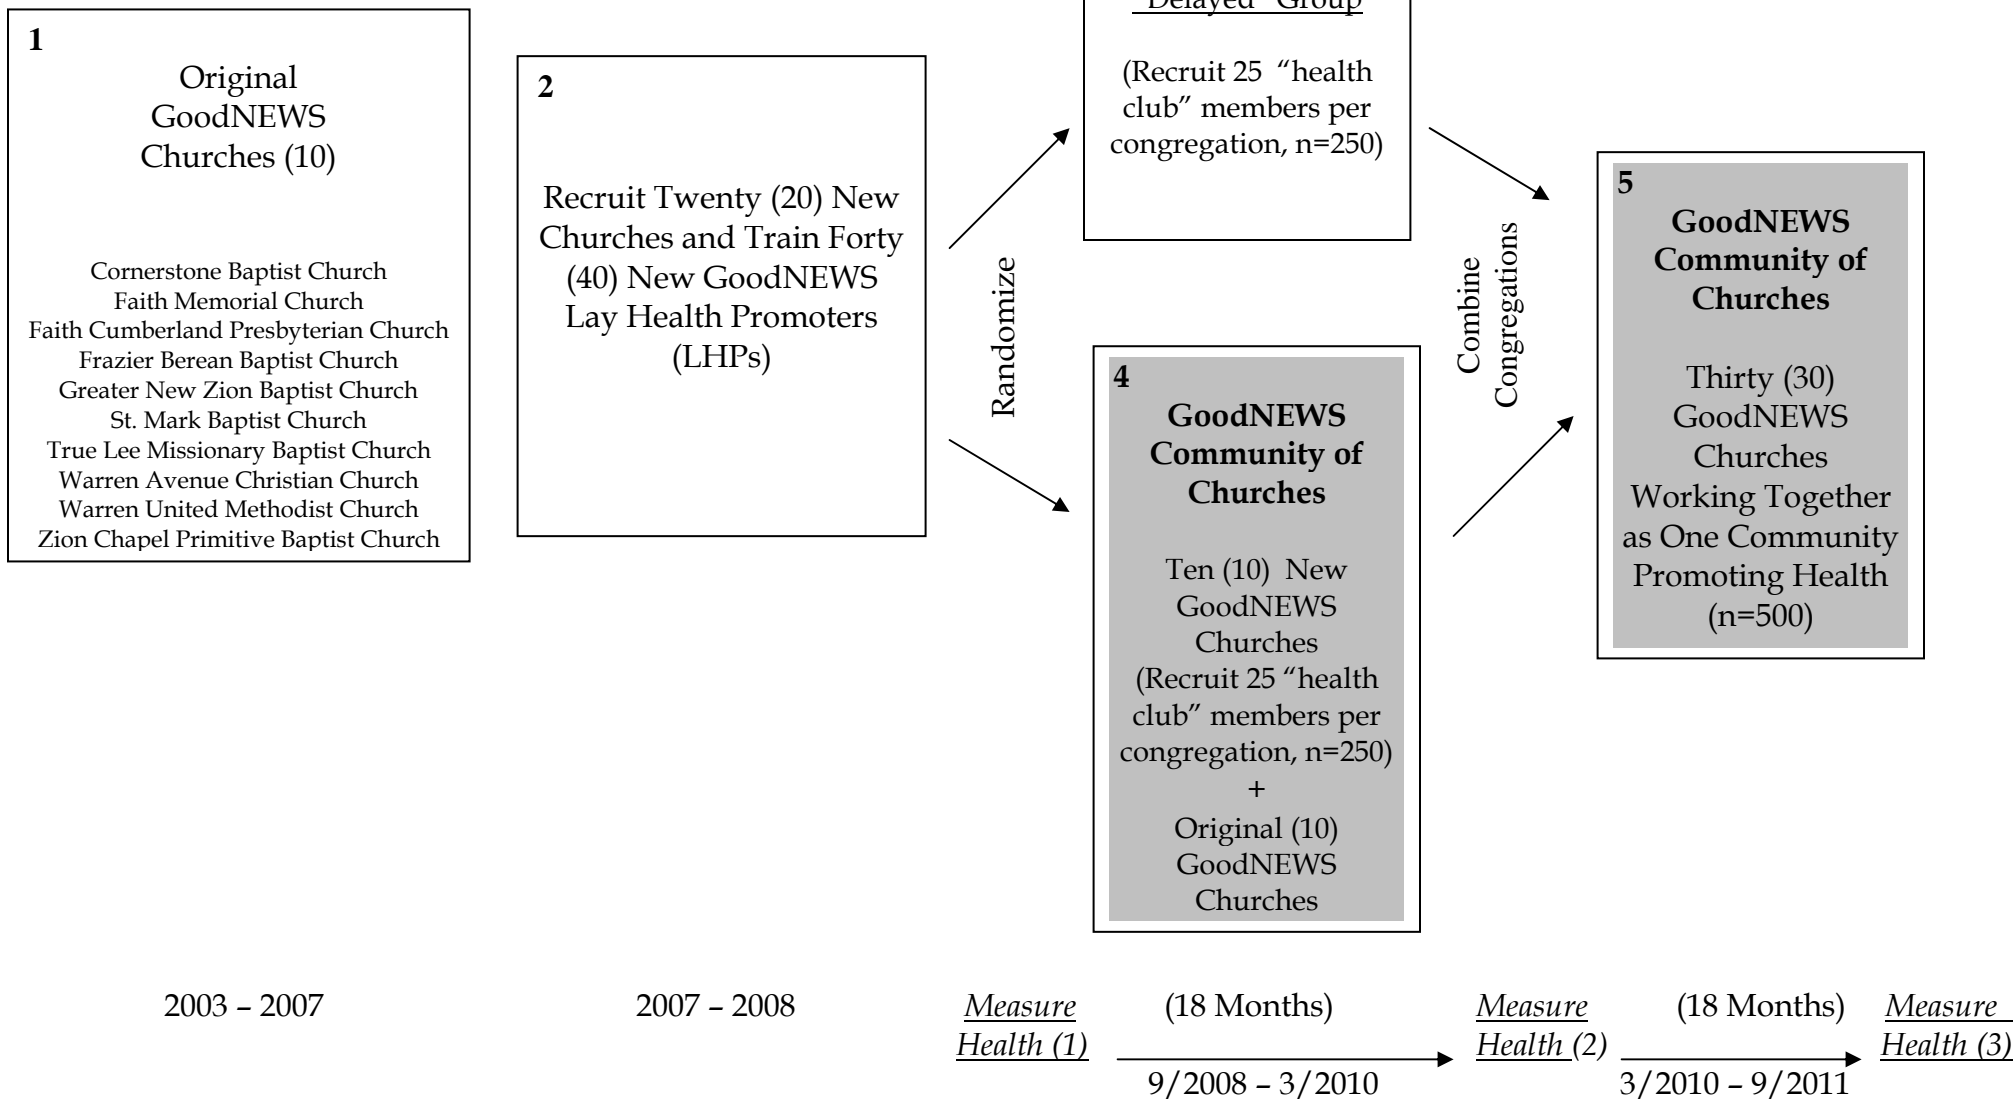 1
Original
GoodNEWS
Churches (10)
Cornerstone Baptist Church
Faith Memorial Church
Faith Cumberland Presbyterian Church
Frazier Berean Baptist Church
Greater New Zion Baptist Church
St. Mark Baptist Church
True Lee Missionary Baptist Church
Warren Avenue Christian Church
Warren United Methodist Church
Zion Chapel Primitive Baptist Church
2
Recruit Twenty (20) New
Churches and Train Forty
(40) New GoodNEWS
Lay Health Promoters
(LHPs)
Randomize
"Delayed" Group
(Recruit 25 “health
club” members per
congregation, n=250)
4
GoodNEWS
Community of
Churches
Ten (10) New
GoodNEWS
Churches
(Recruit 25 “health
club” members per
congregation, n=250)
+
Original (10)
GoodNEWS
Churches
Combine
Congregations
5
GoodNEWS
Community of
Churches
Thirty (30)
GoodNEWS
Churches
Working Together
as One Community
Promoting Health
(n=500)
2003 – 2007
2007 – 2008
Measure
Health (1)
(18 Months)
9/2008 – 3/2010
Measure
Health (2)
(18 Months)
3/2010 – 9/2011
Measure
Health (3)